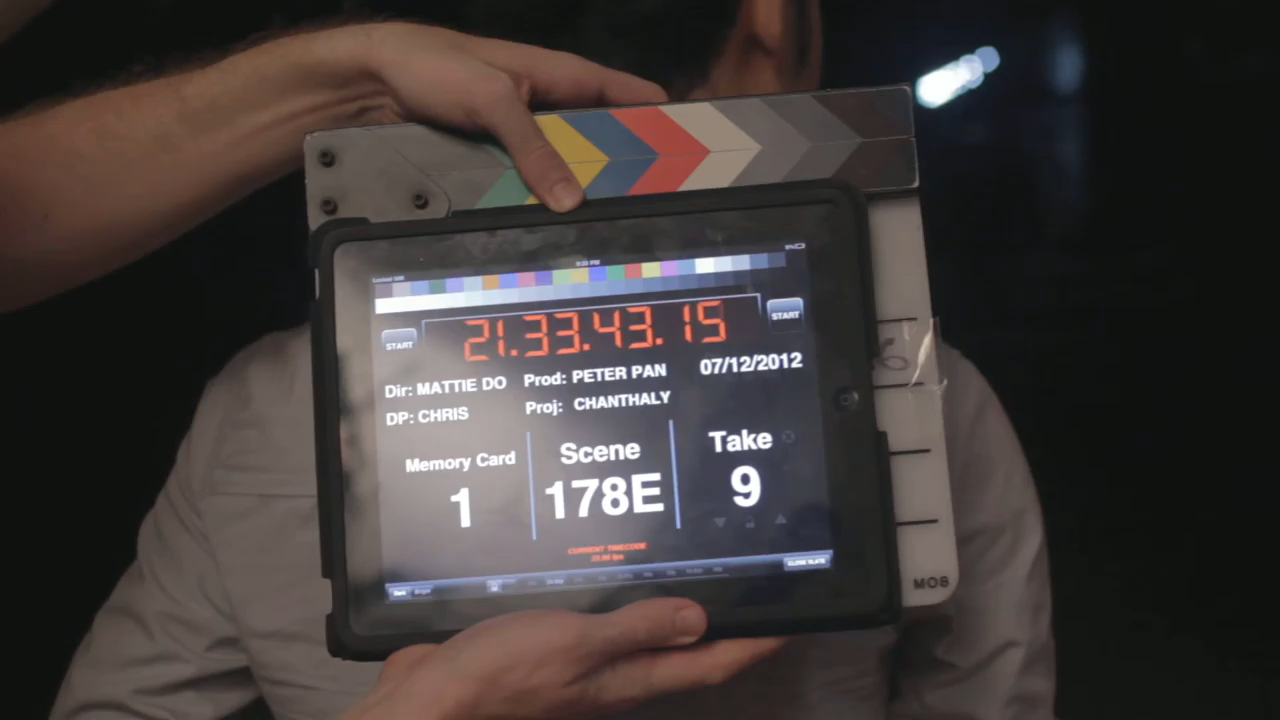 START
21.33.43.15
START
Dir: MATTIE DO Prod: PETER PAN 07/12/2012
DP: CHRIS Proj: CHANTHALY
Memory Card Scene Take
1 178E 9
CURRENT TIMECODE
CLOSE SLATE
MOS